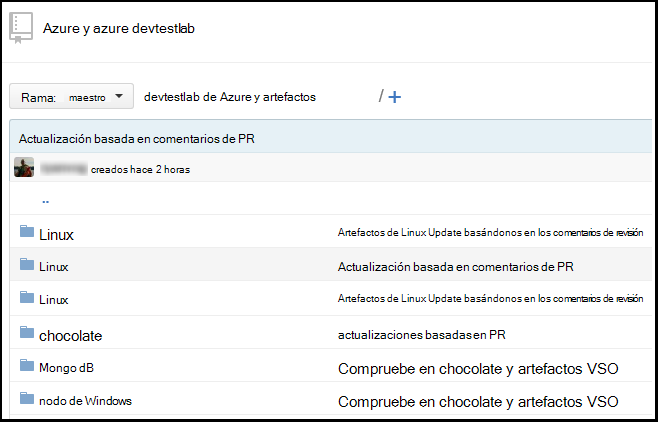 Azure y azure devtestlab
Rama: maestro devtestlab de Azure y artefactos / +
Actualización basada en comentarios de PR
creados hace 2 horas
..
Linux Artefactos de Linux Update basándonos en los comentarios de revisión
Linux Actualización basada en comentarios de PR
Linux Artefactos de Linux Update basándonos en los comentarios de revisión
chocolate actualizaciones basadas en PR
Mongo dB Compruebe en chocolate y artefactos VSO
nodo de Windows Compruebe en chocolate y artefactos VSO